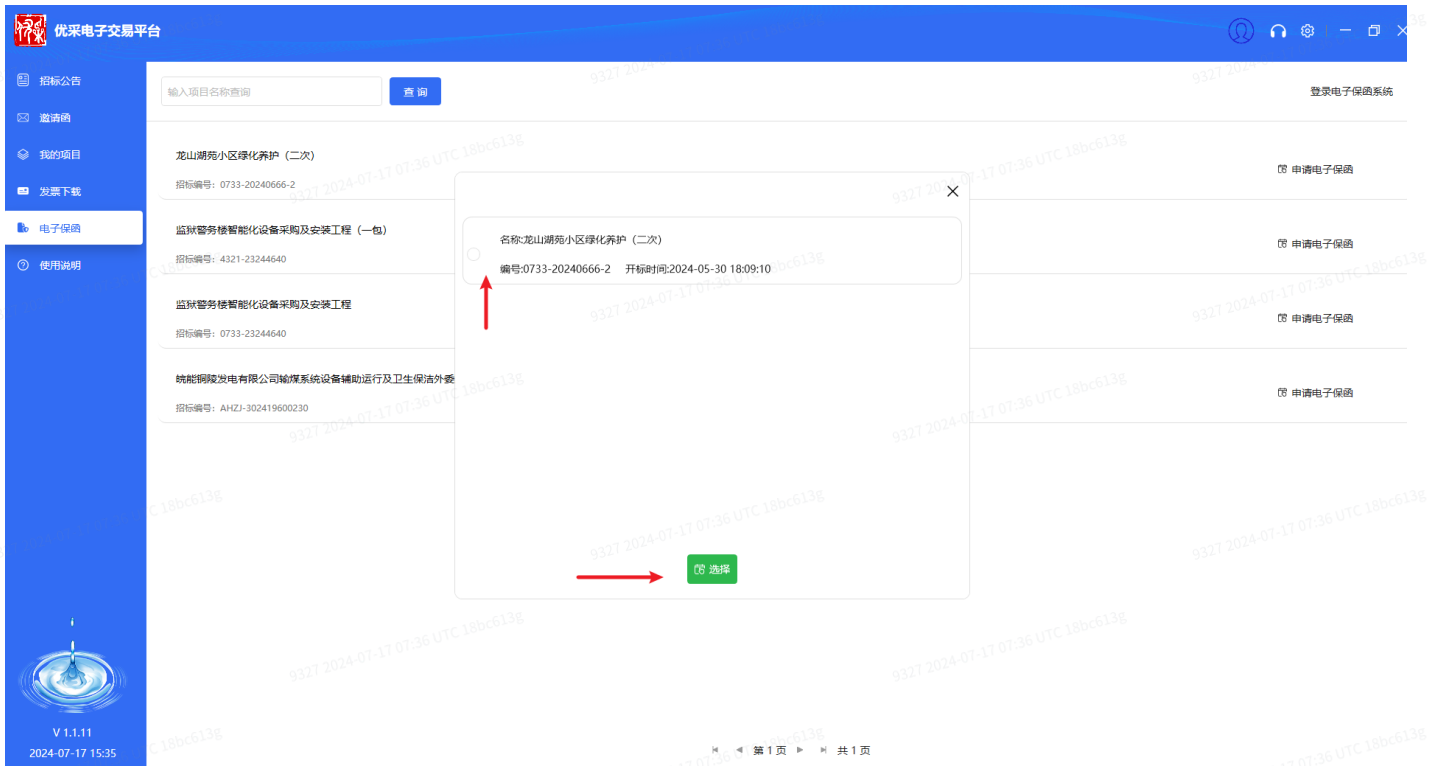 优采电子交易平台
招标公告
邀请函
我的项目
发票下载
电子保函
使用说明
查询
输入项目名称查询
登录电子保函系统
龙山湖苑小区绿化养护（二次）
招标编号：0733-20240666-2
申请电子保函
监狱警务楼智能化设备采购及安装工程（一包）
招标编号：4321-23244640
申请电子保函
监狱警务楼智能化设备采购及安装工程
招标编号：0733-23244640
申请电子保函
皖能铜陵发电有限公司输煤系统设备辅助运行及卫生保洁外委
招标编号：AHZJ-302419600230
申请电子保函
名称:龙山湖苑小区绿化养护（二次）
编号:0733-20240666-2 开标时间:2024-05-30 18:09:10
选择
第1页 共1页
V 1.1.11
2024-07-17 15:35
9327 2024-07-17 07:36 UTC 18bc613g